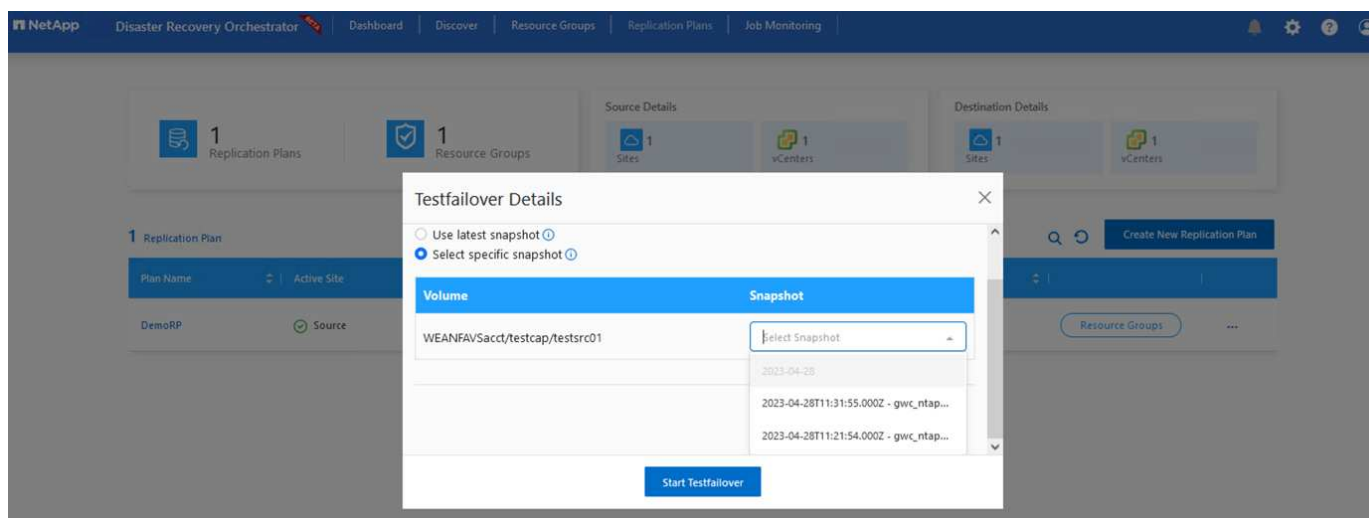 NetApp
Disaster Recovery Orchestrator
Dashboard
Discover
Resource Groups
Replication Plans
Job Monitoring
1
Replication Plans
1
Resource Groups
Source Details
1
Sites
1
vCenters
Destination Details
1
Sites
1
vCenters
Testfailover Details
Use latest snapshot
Select specific snapshot
Volume
Snapshot
WEANFAVSacct/testcap/testsrc01
Select Snapshot
2023-04-28
2023-04-28T11:31:55.000Z - gwc_ntap...
2023-04-28T11:21:54.000Z - gwc_ntap...
Start Testfailover
1 Replication Plan
Create New Replication Plan
Plan Name
Active Site
DemoRP
Source
Resource Groups
...